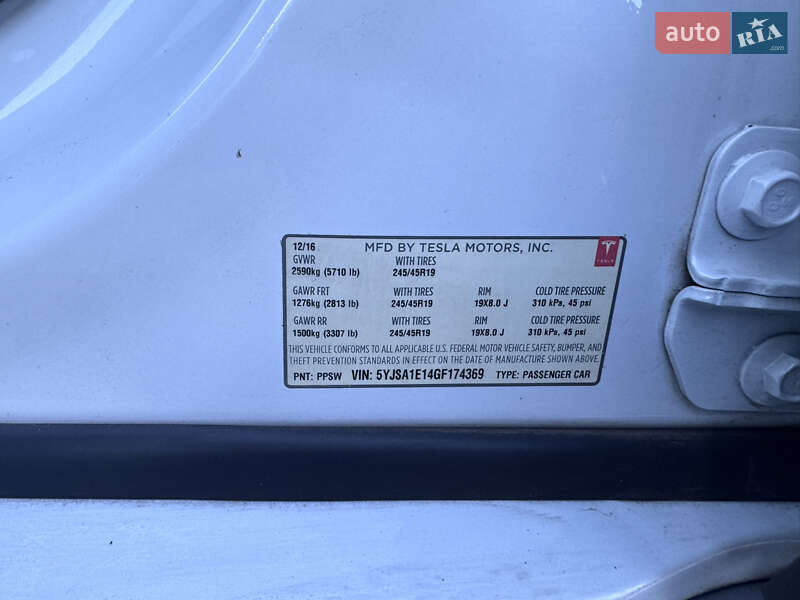 auto RIA .com
12/16 MFD BY TESLA MOTORS, INC.
GVWR WITH TIRES TESLA
2590kg (5710 lb) 245/45R19
GAWR FRT WITH TIRES RIM COLD TIRE PRESSURE
1276kg (2813 lb) 245/45R19 19X8.0 J 310 kPa, 45 psi
GAWR RR WITH TIRES RIM COLD TIRE PRESSURE
1500kg (3307 lb) 245/45R19 19X8.0 J 310 kPa, 45 psi
THIS VEHICLE CONFORMS TO ALL APPLICABLE U.S. FEDERAL MOTOR VEHICLE SAFETY, BUMPER, AND
THEFT PREVENTION STANDARDS IN EFFECT ON THE DATE OF MANUFACTURE SHOWN ABOVE.
PNT: PPSW VIN: 5YJSA1E14GF174369 TYPE: PASSENGER CAR